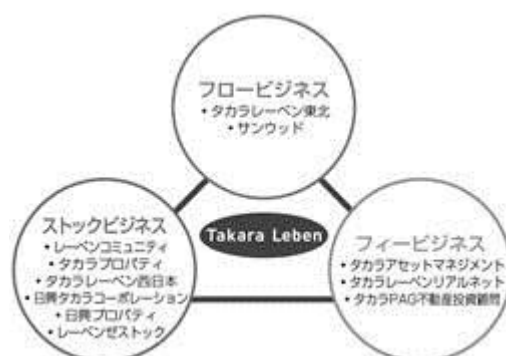 フロービジネス
• タカラレーベン東北
• サンウッド
Takara Leben
ストックビジネス
• レーベンコミュニティ
• タカラプロパティ
• タカラレーベン西日本
• 日興タカラコーポレーション
• 日興プロパティ
• レーベンゼストック
フィービジネス
• タカラアセットマネジメント
• タカラレーベンリアルネット
• タカラPAG不動産投資顧問